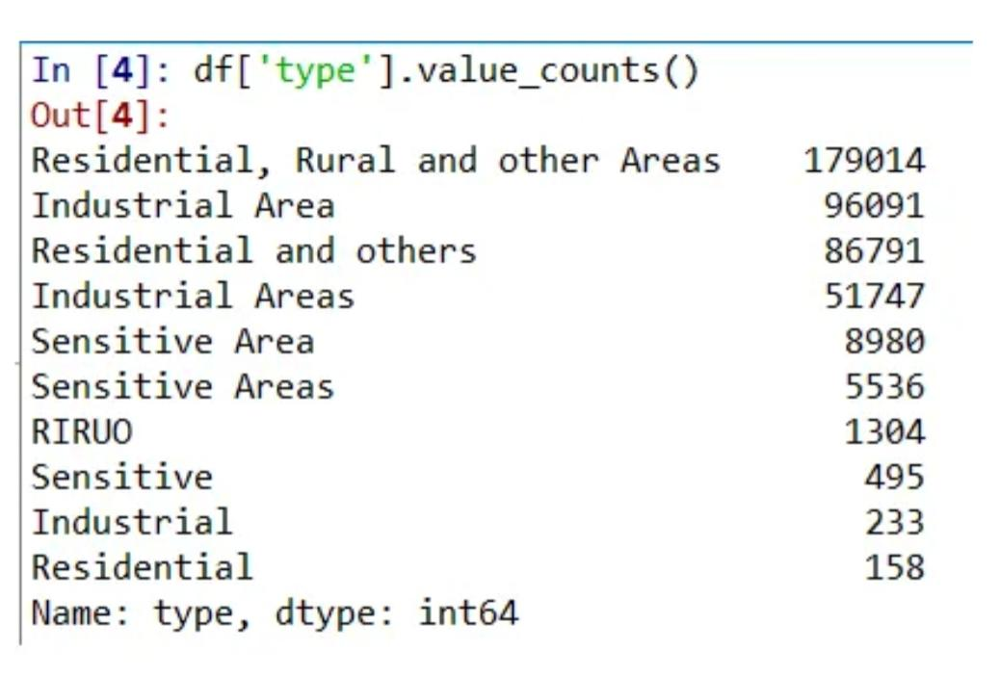 In [4]: df['type'].value_counts()
Out[4]:
Residential, Rural and other Areas    179014
Industrial Area    96091
Residential and others    86791
Industrial Areas    51747
Sensitive Area    8980
Sensitive Areas    5536
RIRUO    1304
Sensitive    495
Industrial    233
Residential    158
Name: type, dtype: int64